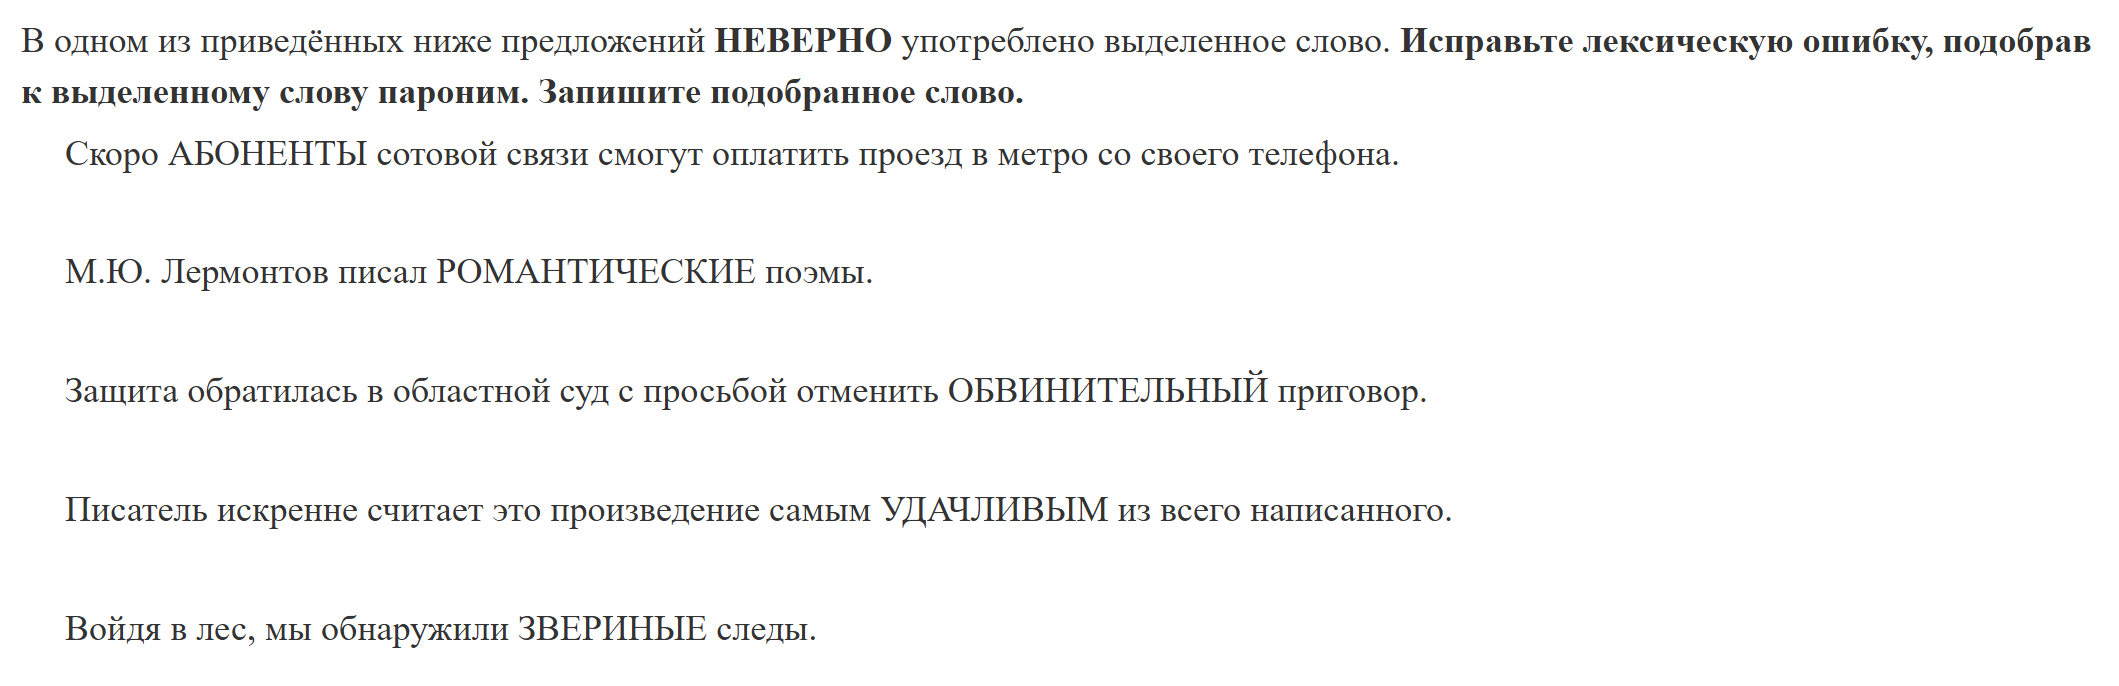 В одном из приведённых ниже предложений НЕВЕРНО употреблено выделенное слово. Исправьте лексическую ошибку, подобрав
к выделенному слову пароним. Запишите подобранное слово.
Скоро АБОНЕНТЫ сотовой связи смогут оплатить проезд в метро со своего телефона.
М.Ю. Лермонтов писал РОМАНТИЧЕСКИЕ поэмы.
Защита обратилась в областной суд с просьбой отменить ОБВИНИТЕЛЬНЫЙ приговор.
Писатель искренне считает это произведение самым УДАЧЛИВЫМ из всего написанного.
Войдя в лес, мы обнаружили ЗВЕРИНЫЕ следы.